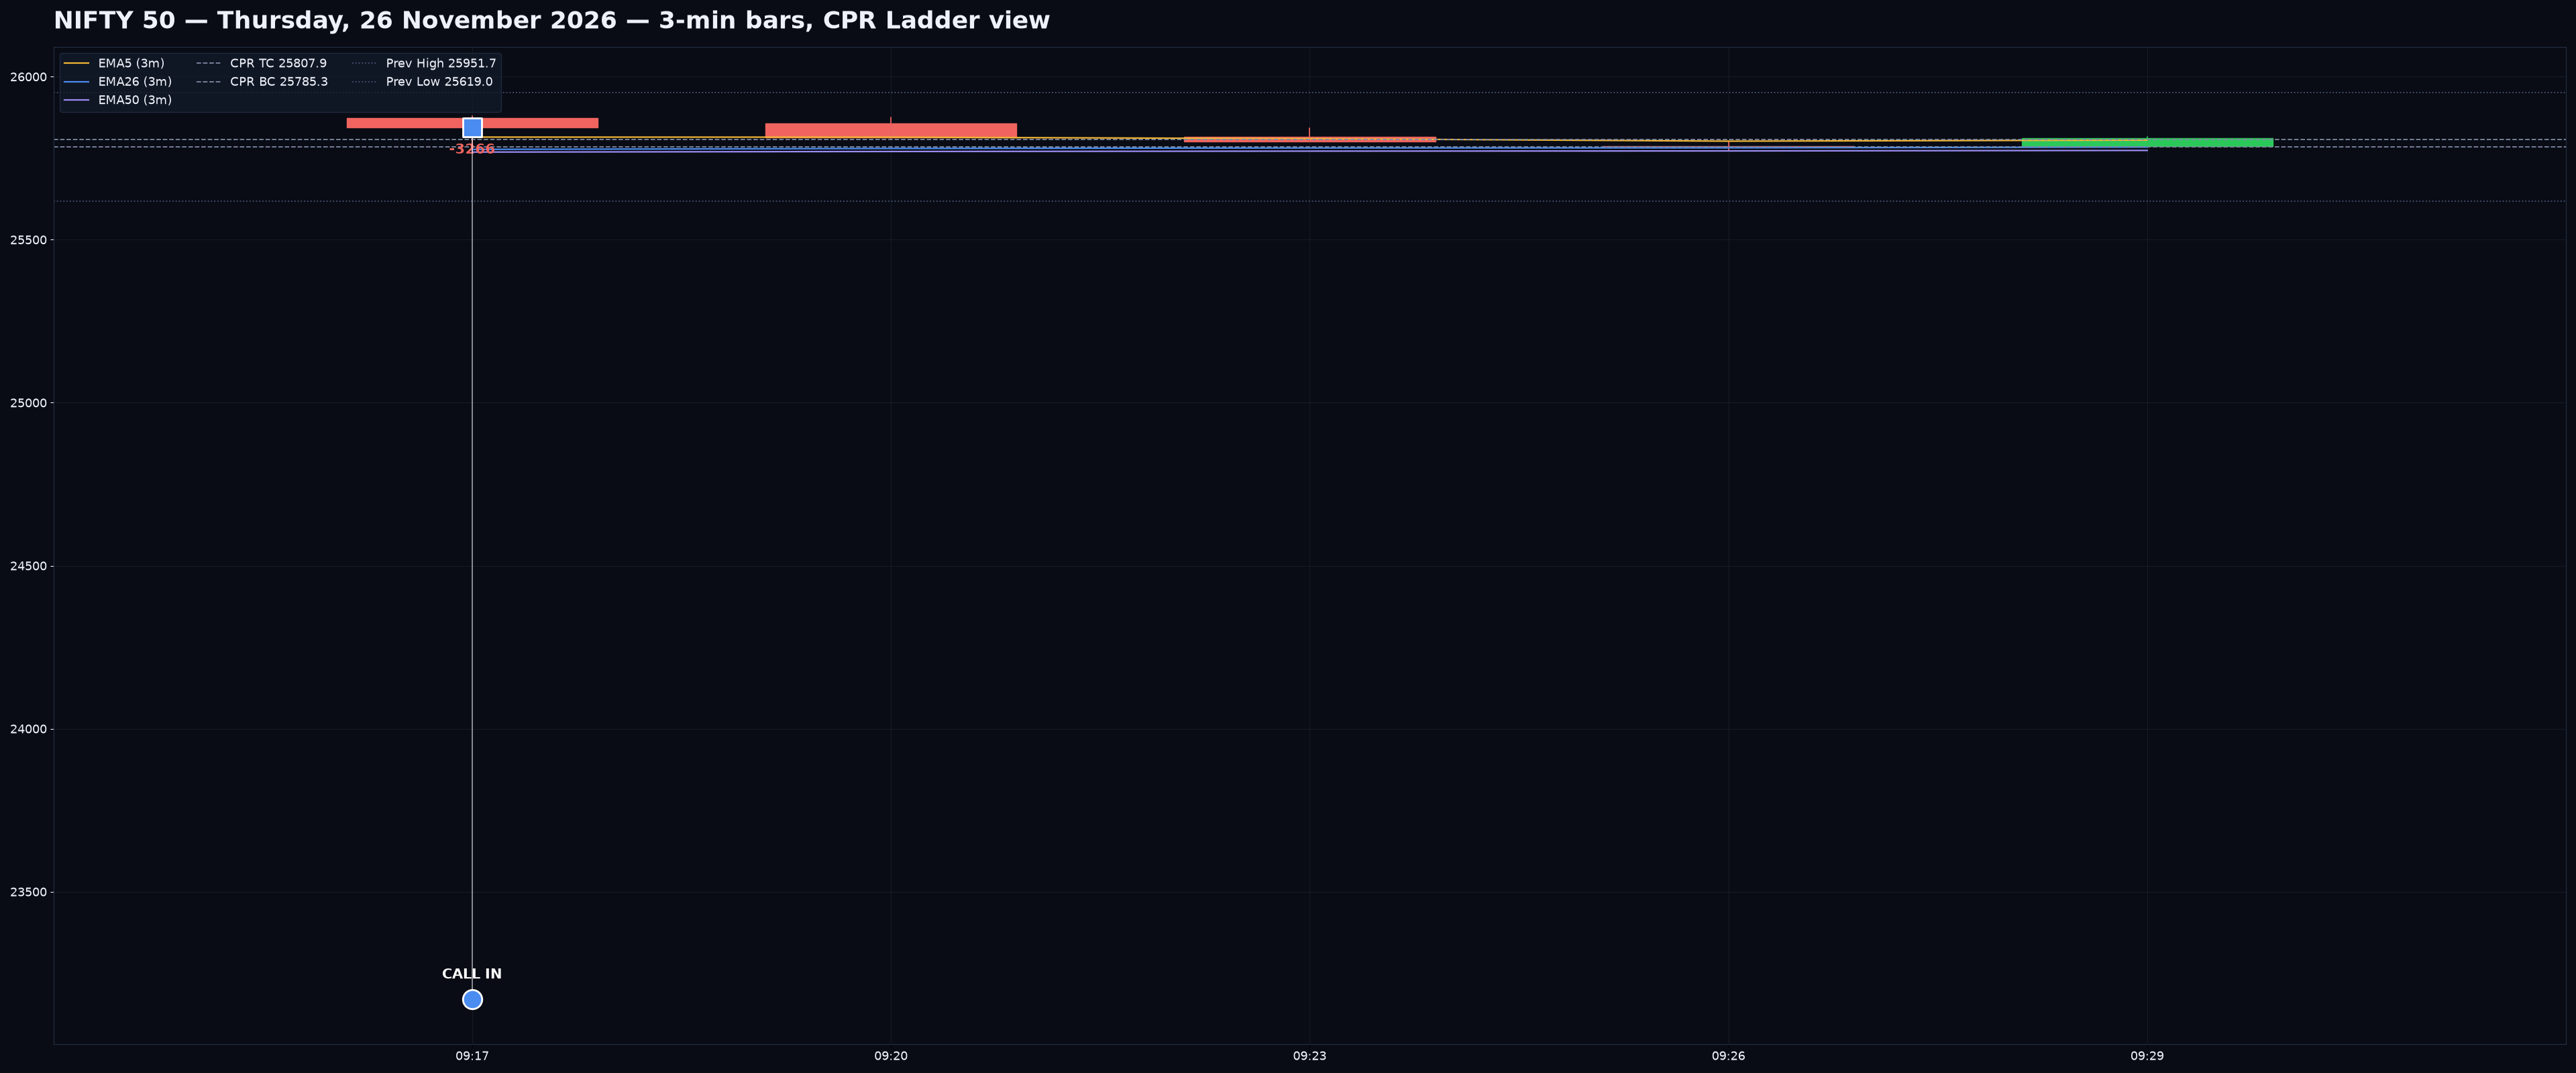 NIFTY 50 — Thursday, 26 November 2026 — 3-min bars, CPR Ladder view
EMA5 (3m) CPR TC 25807.9 Prev High 25951.7
EMA26 (3m) CPR BC 25785.3 Prev Low 25619.0
EMA50 (3m)
26000
-3266
25500
25000
24500
24000
23500
CALL IN
09:17 09:20 09:23 09:26 09:29